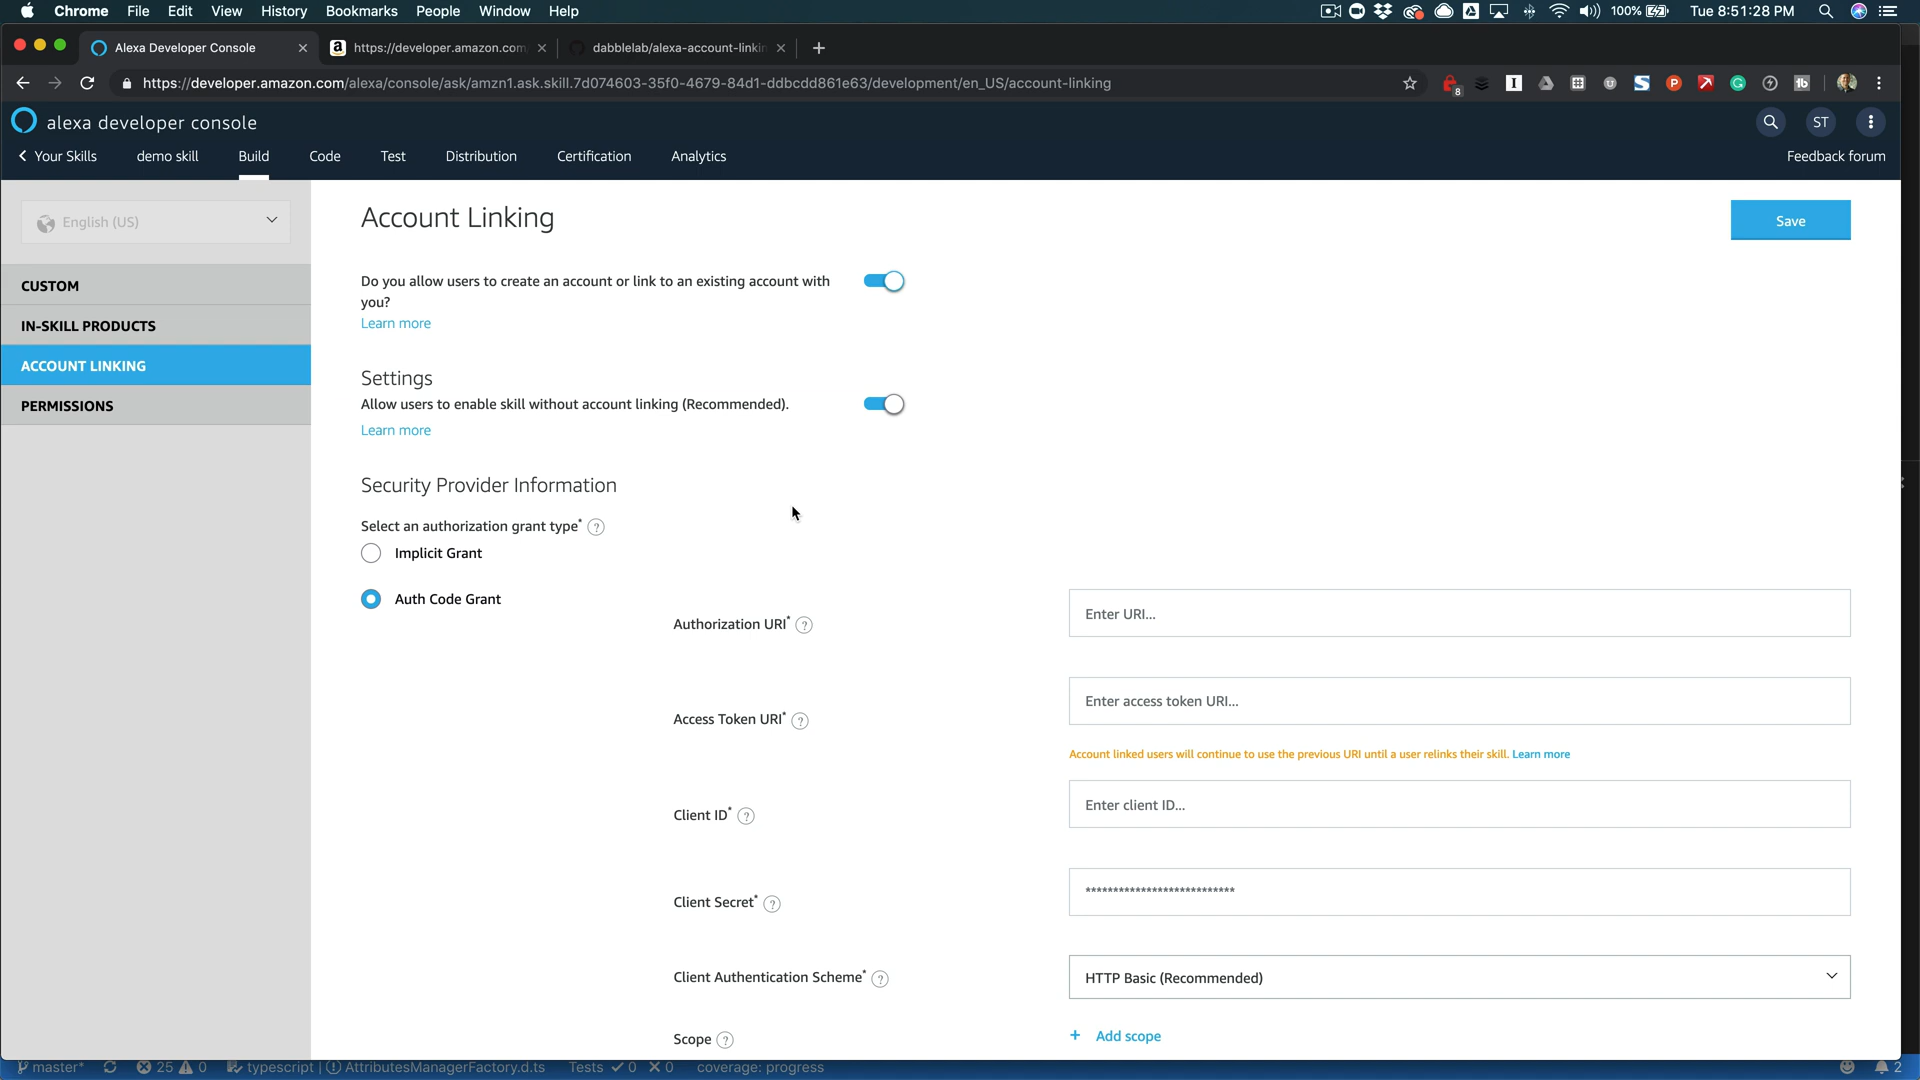 Chrome File Edit View History Bookmarks People Window Help 100% Tue 8:51:28 PM
Alexa Developer Console https://developer.amazon.com dabblelab/alexa-account-linkin
https://developer.amazon.com/alexa/console/ask/amzn1.ask.skill.7d074603-35f0-4679-84d1-ddbcdd861e63/development/en_US/account-linking 8
alexa developer console ST
Your Skills demo skill Build Code Test Distribution Certification Analytics Feedback forum
English (US)
CUSTOM
IN-SKILL PRODUCTS
ACCOUNT LINKING
PERMISSIONS
Account Linking
Save
Do you allow users to create an account or link to an existing account with
you?
Learn more
Settings
Allow users to enable skill without account linking (Recommended).
Learn more
Security Provider Information
Select an authorization grant type* ?
Implicit Grant
Auth Code Grant
Authorization URI* ? Enter URI...
Access Token URI* ? Enter access token URI...
Account linked users will continue to use the previous URI until a user relinks their skill. Learn more
Client ID* ? Enter client ID...
Client Secret* ? ****************************
Client Authentication Scheme* ? HTTP Basic (Recommended)
Scope ? + Add scope
master* 25 0 typescript | AttributesManagerFactory.d.ts Tests ✓ 0 ✕ 0 coverage: progress 2